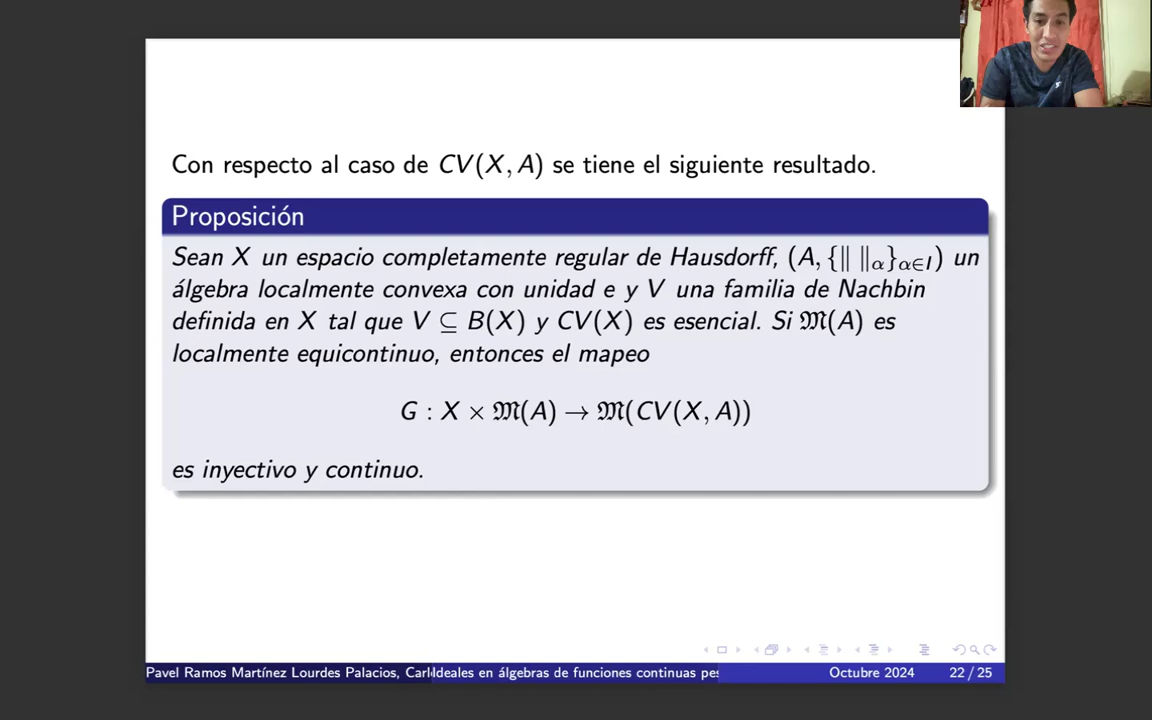 Con respecto al caso de CV(X, A) se tiene el siguiente resultado.
Proposición
Sean X un espacio completamente regular de Hausdorff, (A, {‖ ‖α}α∈I) un
álgebra localmente convexa con unidad e y V una familia de Nachbin
definida en X tal que V ⊆ B(X) y CV(X) es esencial. Si 𝔐(A) es
localmente equicontinuo, entonces el mapeo
G : X × 𝔐(A) → 𝔐(CV(X, A))
es inyectivo y continuo.
Pavel Ramos Martínez Lourdes Palacios, Carl Ideales en álgebras de funciones continuas pes Octubre 2024 22 / 25